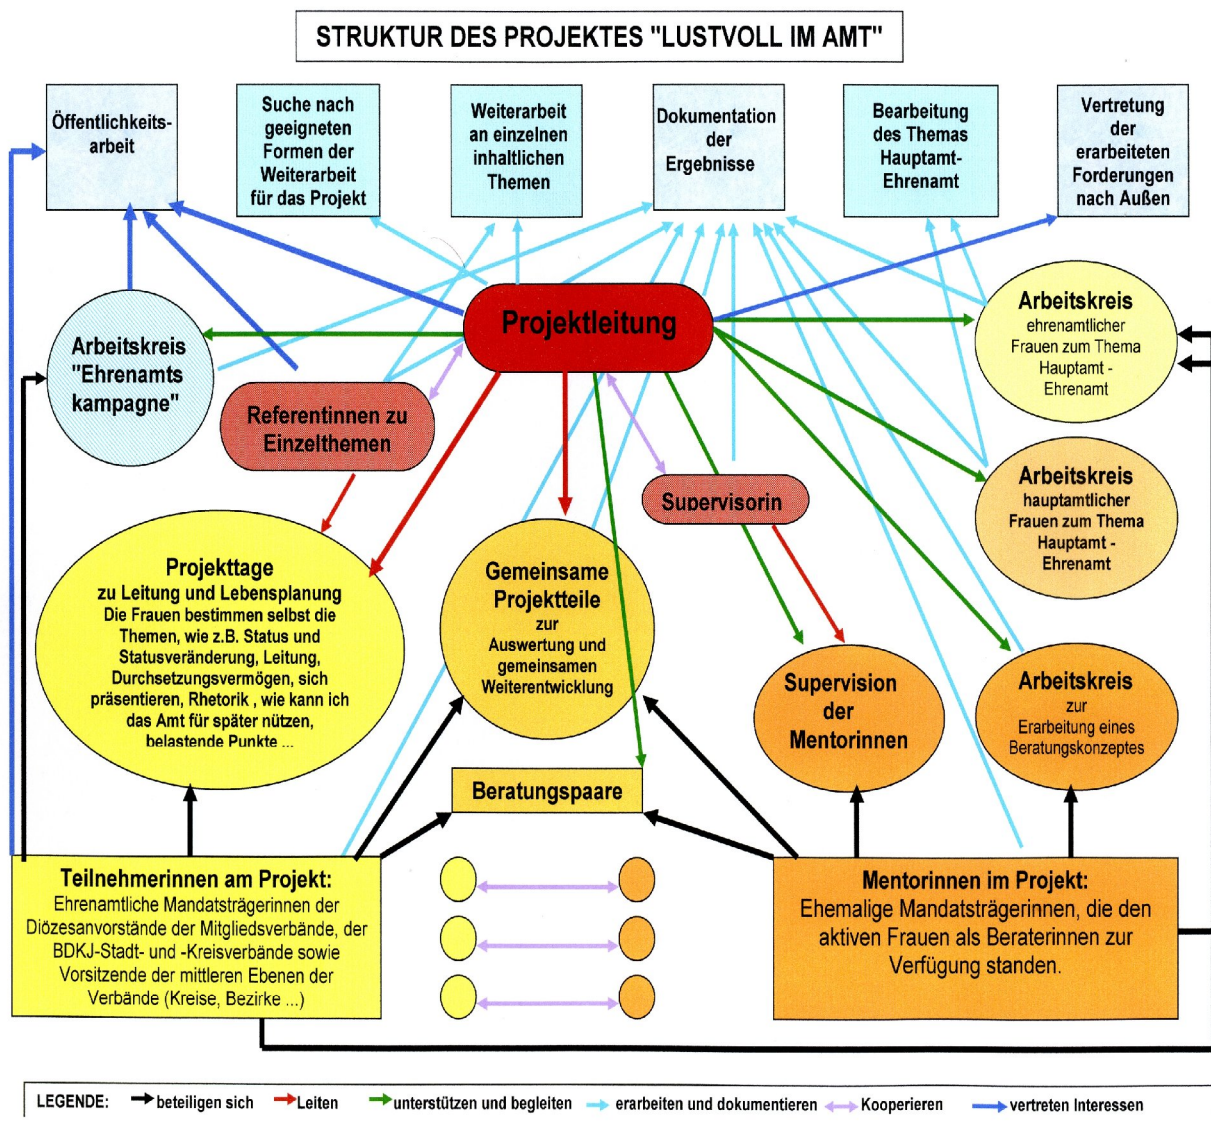 STRUKTUR DES PROJEKTES "LUSTVOLL IM AMT"
Öffentlichkeits-
arbeit
Suche nach
geeigneten
Formen der
Weiterarbeit
für das Projekt
Weiterarbeit
an einzelnen
inhaltlichen
Themen
Dokumentation
der
Ergebnisse
Bearbeitung
des Themas
Hauptamt-
Ehrenamt
Vertretung
der
erarbeiteten
Forderungen
nach Außen
Arbeitskreis
"Ehrenamts
kampagne"
Projektleitung
Arbeitskreis
ehrenamtlicher
Frauen zum Thema
Hauptamt -
Ehrenamt
Referentinnen zu
Einzelthemen
Supervisorin
Arbeitskreis
hauptamtlicher
Frauen zum Thema
Hauptamt -
Ehrenamt
Projekttage
zu Leitung und Lebensplanung
Die Frauen bestimmen selbst die
Themen, wie z.B. Status und
Statusveränderung, Leitung,
Durchsetzungsvermögen, sich
präsentieren, Rhetorik , wie kann ich
das Amt für später nützen,
belastende Punkte ...
Gemeinsame
Projektteile
zur
Auswertung und
gemeinsamen
Weiterentwicklung
Supervision
der
Mentorinnen
Arbeitskreis
zur
Erarbeitung eines
Beratungskonzeptes
Beratungspaare
Teilnehmerinnen am Projekt:
Ehrenamtliche Mandatsträgerinnen der
Diözesanvorstände der Mitgliedsverbände, der
BDKJ-Stadt- und -Kreisverbände sowie
Vorsitzende der mittleren Ebenen der
Verbände (Kreise, Bezirke ...)
Mentorinnen im Projekt:
Ehemalige Mandatsträgerinnen, die den
aktiven Frauen als Beraterinnen zur
Verfügung standen.
LEGENDE: beteiligen sich Leiten unterstützen und begleiten erarbeiten und dokumentieren Kooperieren vertreten Interessen